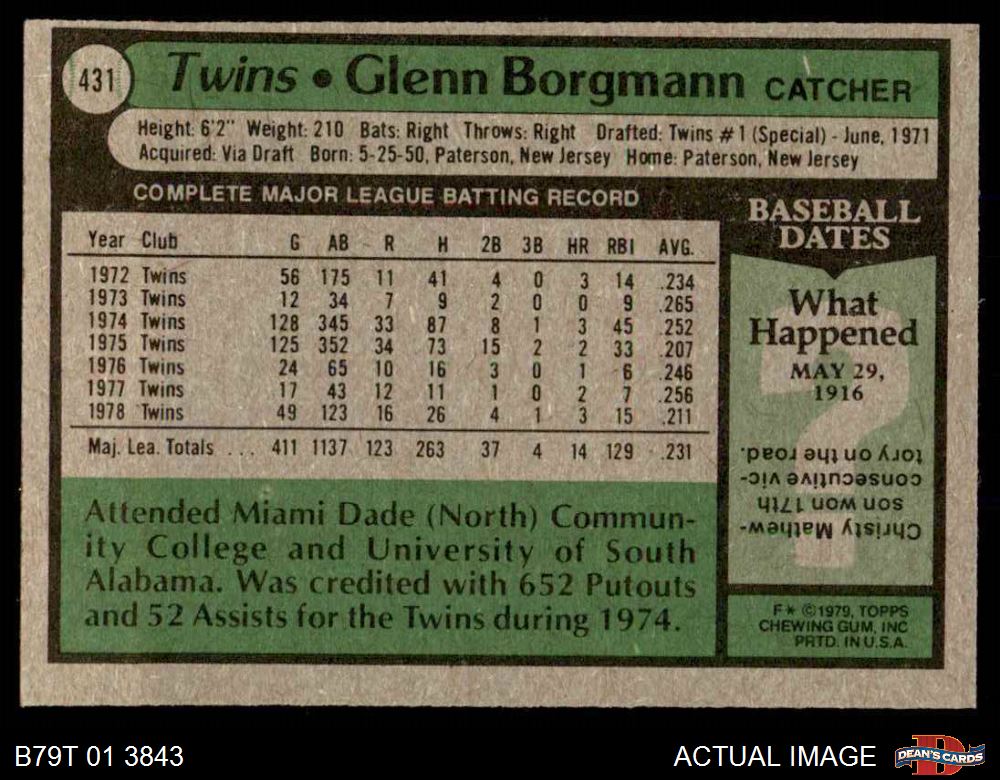 431
Twins • Glenn Borgmann CATCHER
Height: 6'2" Weight: 210 Bats: Right Throws: Right Drafted: Twins #1 (Special) - June, 1971
Acquired: Via Draft Born: 5-25-50, Paterson, New Jersey Home: Paterson, New Jersey
COMPLETE MAJOR LEAGUE BATTING RECORD
Year Club G AB R H 2B 3B HR RBI AVG.
1972 Twins 56 175 11 41 4 0 3 14 .234
1973 Twins 12 34 7 9 2 0 0 9 .265
1974 Twins 128 345 33 87 8 1 3 45 .252
1975 Twins 125 352 34 73 15 2 2 33 .207
1976 Twins 24 65 10 16 3 0 1 6 .246
1977 Twins 17 43 12 11 1 0 2 7 .256
1978 Twins 49 123 16 26 4 1 3 15 .211
Maj. Lea. Totals ... 411 1137 123 263 37 4 14 129 .231
Attended Miami Dade (North) Commun-
ity College and University of South
Alabama. Was credited with 652 Putouts
and 52 Assists for the Twins during 1974.
BASEBALL
DATES
What
Happened
MAY 29,
1916
Christy Mathew-
son won 17th
consecutive vic-
tory on the road.
F* ©1979, TOPPS
CHEWING GUM, INC
PRTD. IN U.S.A.
B79T 01 3843
ACTUAL IMAGE
DEAN'S CARDS